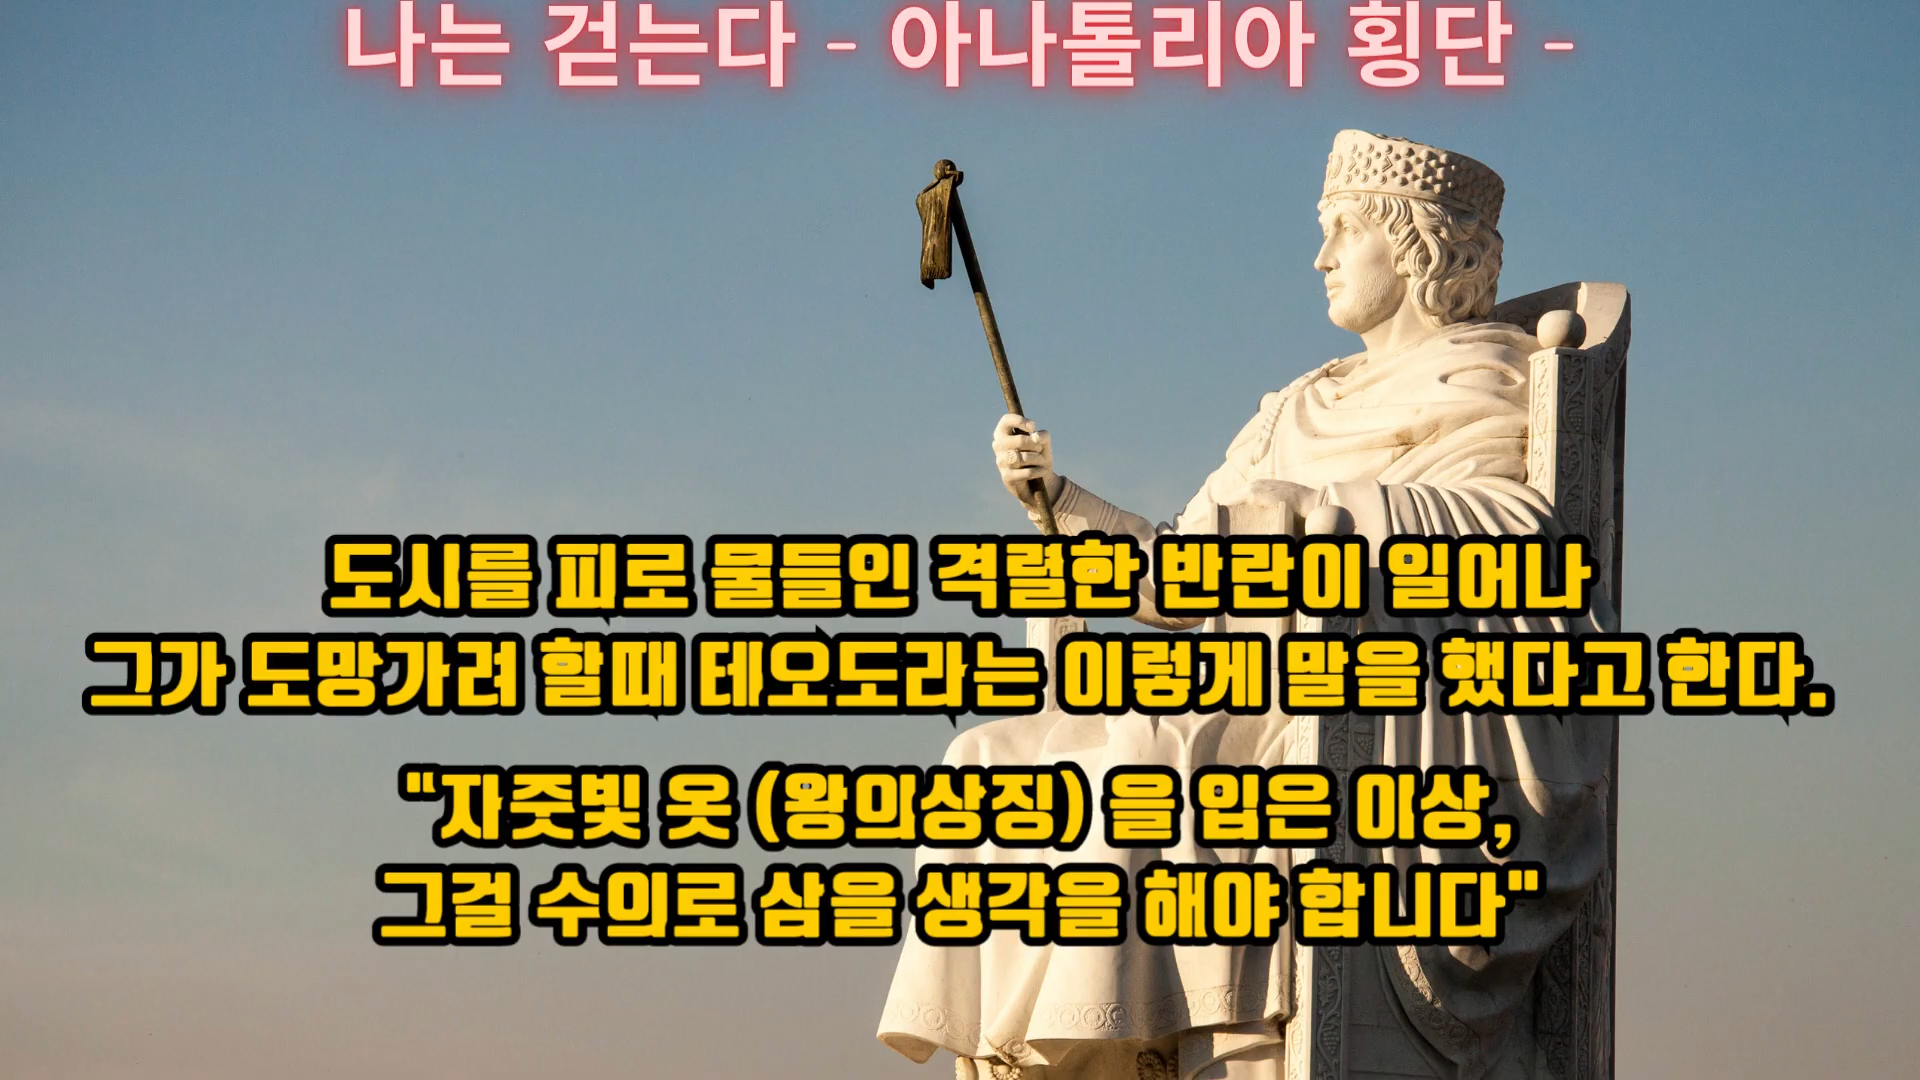 나는 걷는다 - 아나톨리아 횡단 -
도시를 피로 물들인 격렬한 반란이 일어나
그가 도망가려 할때 테오도라는 이렇게 말을 했다고 한다.
"자줏빛 옷 (왕의상징) 을 입은 이상,
그걸 수의로 삼을 생각을 해야 합니다"